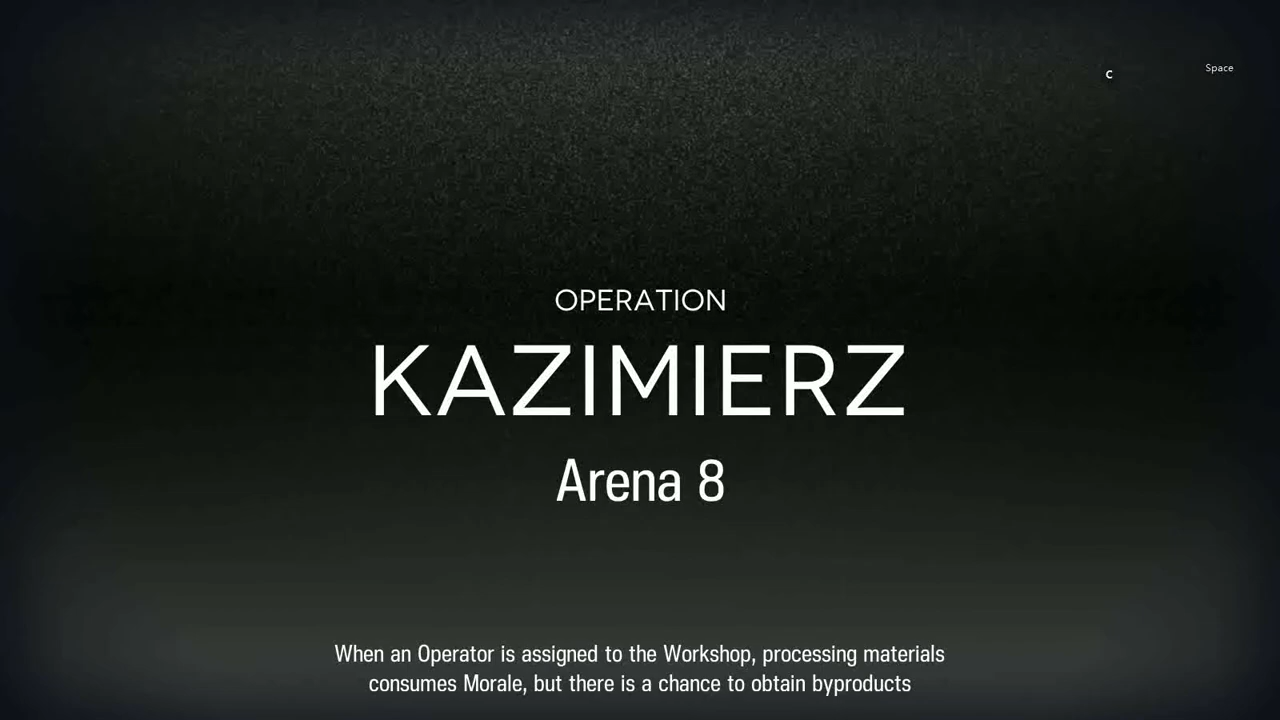 C
Space
OPERATION
KAZIMIERZ
Arena 8
When an Operator is assigned to the Workshop, processing materials
consumes Morale, but there is a chance to obtain byproducts